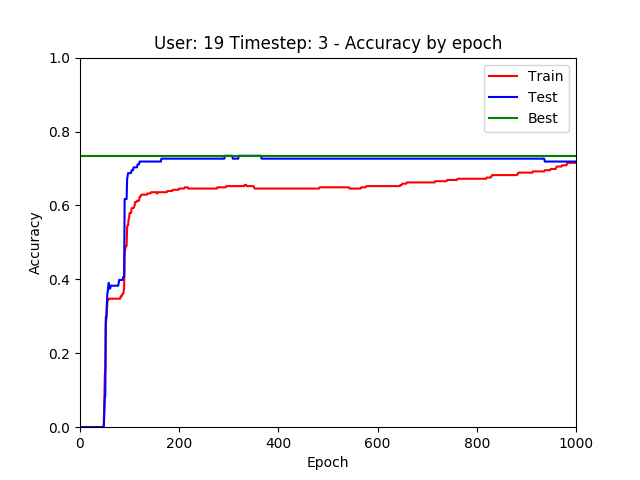 User: 19 Timestep: 3 - Accuracy by epoch
1.0
0.8
0.6
0.4
0.2
0.0
Accuracy
Train
Test
Best
0 200 400 600 800 1000
Epoch